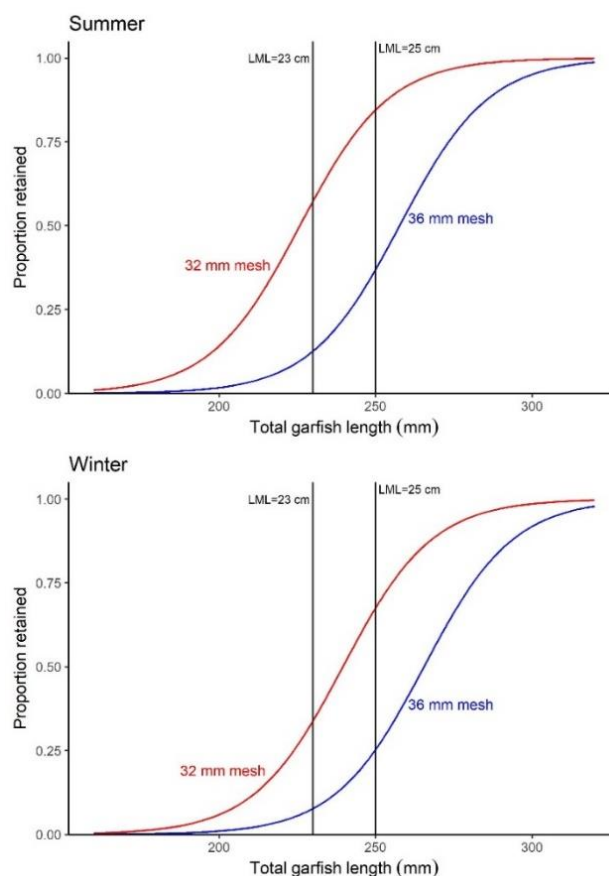 Summer
LML=23 cm
LML=25 cm
1.00
0.75
0.50
0.25
0.00
Proportion retained
32 mm mesh
36 mm mesh
200
250
300
Total garfish length (mm)
Winter
LML=23 cm
LML=25 cm
1.00
0.75
0.50
0.25
0.00
Proportion retained
36 mm mesh
32 mm mesh
200
250
300
Total garfish length (mm)